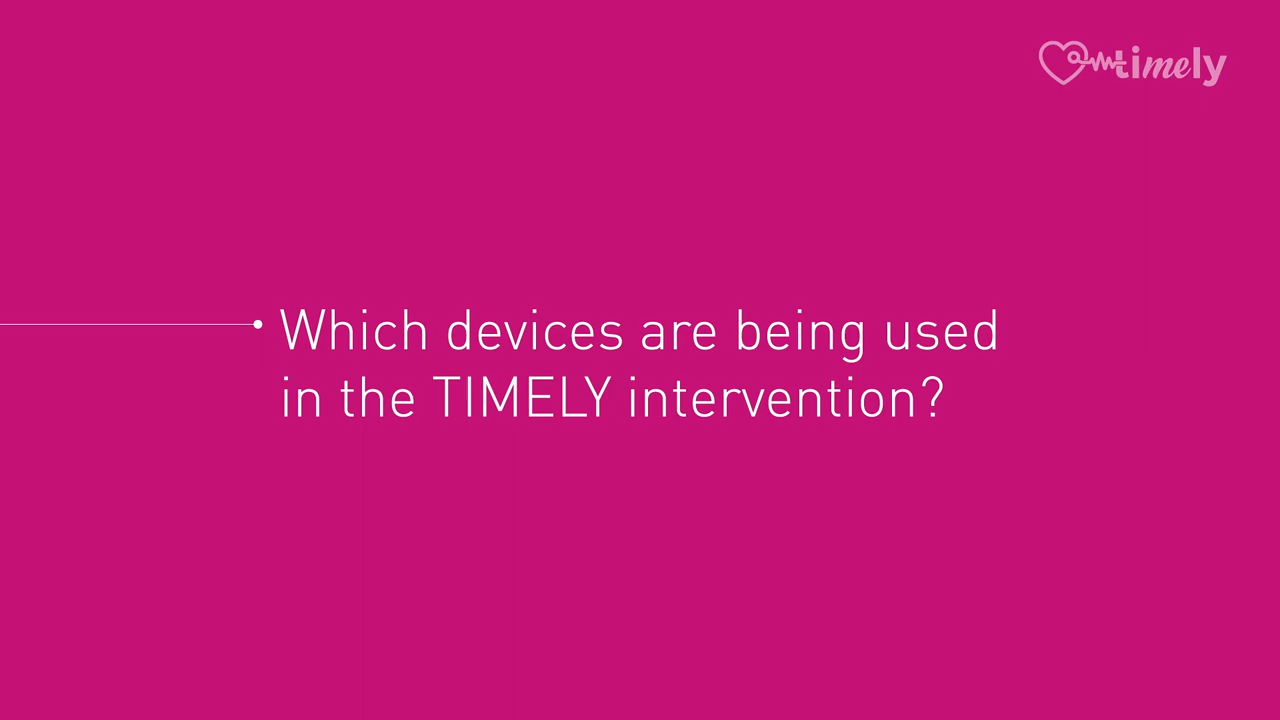 timely
Which devices are being used
in the TIMELY intervention?